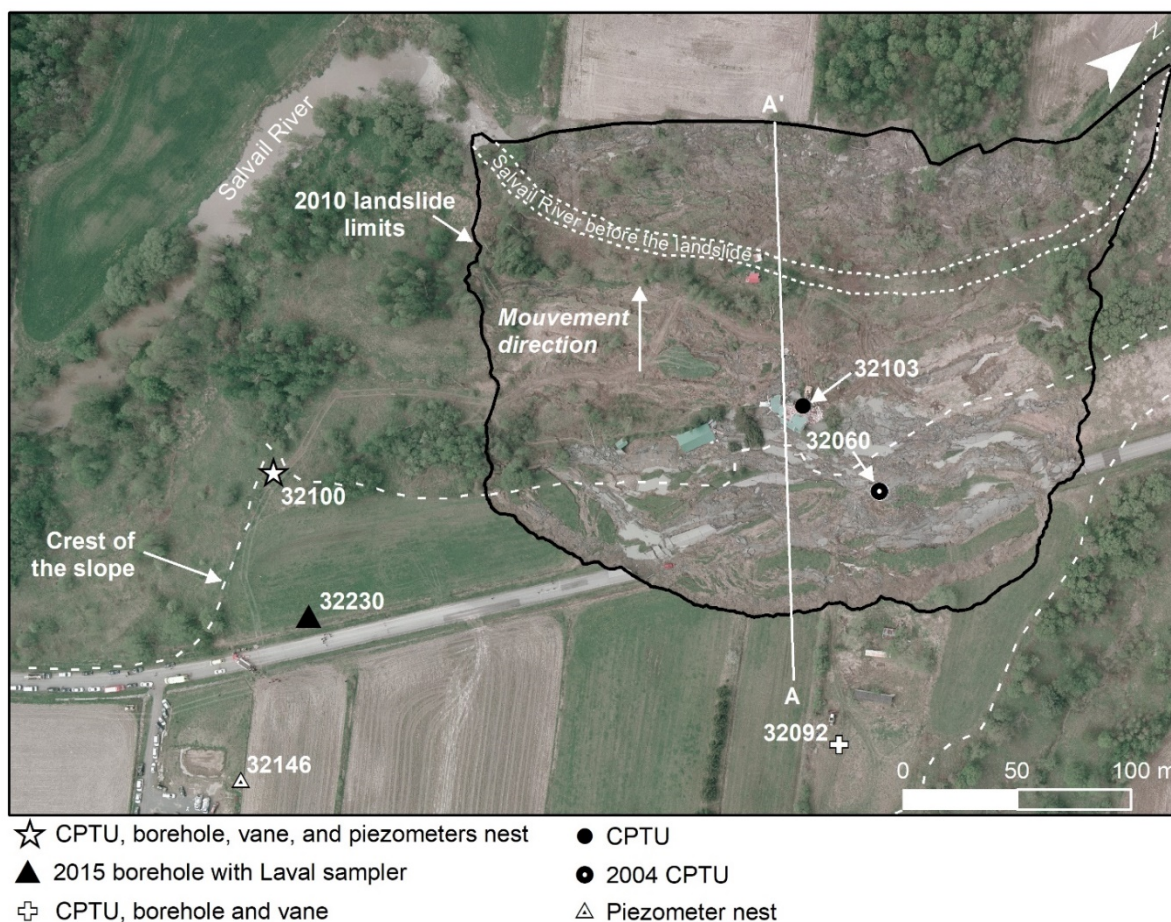 N
Salvail River
A'
2010 landslide
limits
Salvail River before the landslide
Mouvement
direction
32103
32060
32100
Crest of
the slope
32230
A
32092
32146
0 50 100 m
CPTU, borehole, vane, and piezometers nest
CPTU
2015 borehole with Laval sampler
2004 CPTU
CPTU, borehole and vane
Piezometer nest